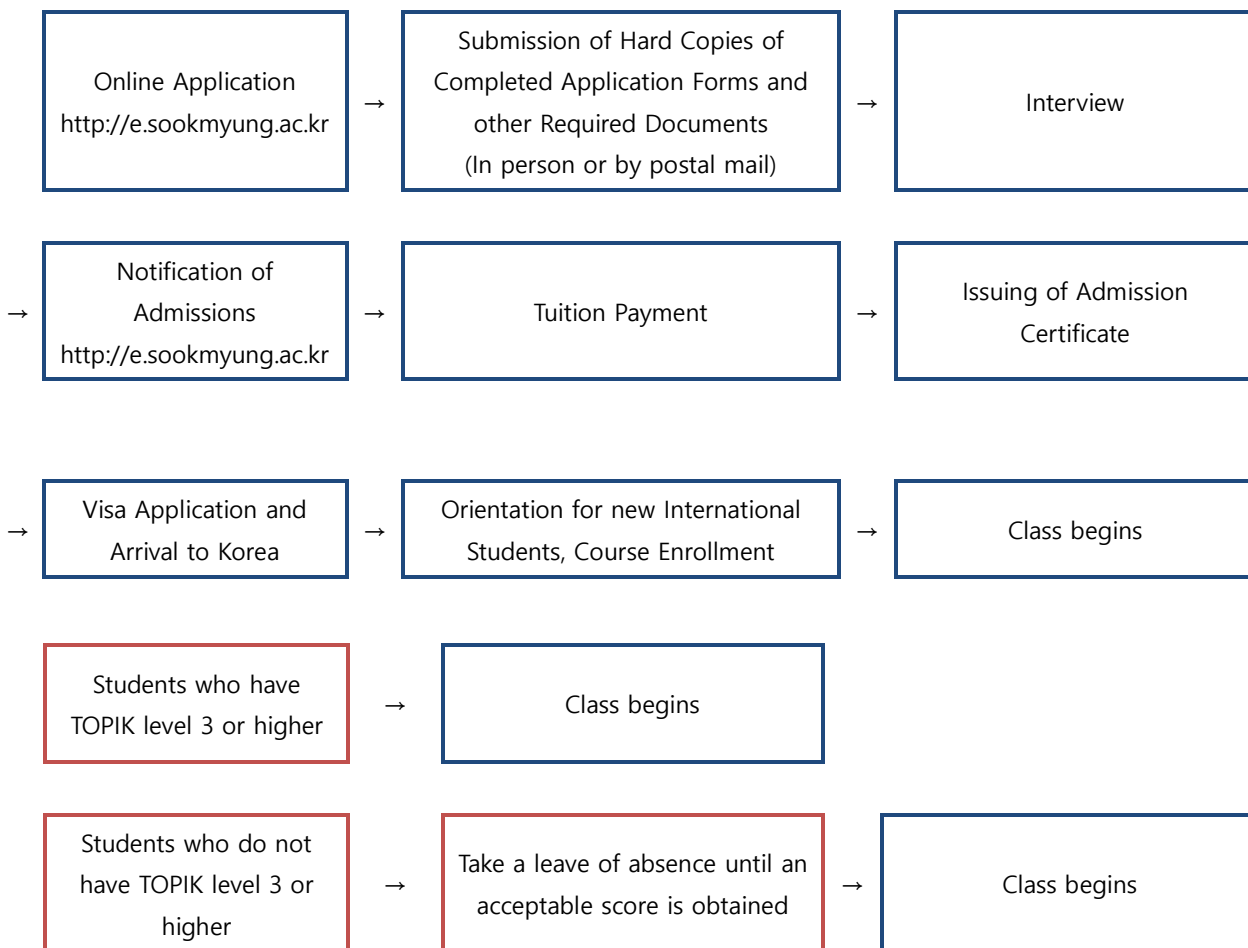 Online Application
http://e.sookmyung.ac.kr
→
Submission of Hard Copies of
Completed Application Forms and
other Required Documents
(In person or by postal mail)
→
Interview
→
Notification of
Admissions
http://e.sookmyung.ac.kr
→
Tuition Payment
→
Issuing of Admission
Certificate
→
Visa Application and
Arrival to Korea
→
Orientation for new International
Students, Course Enrollment
→
Class begins
Students who have
TOPIK level 3 or higher
→
Class begins
Students who do not
have TOPIK level 3 or
higher
→
Take a leave of absence until an
acceptable score is obtained
→
Class begins